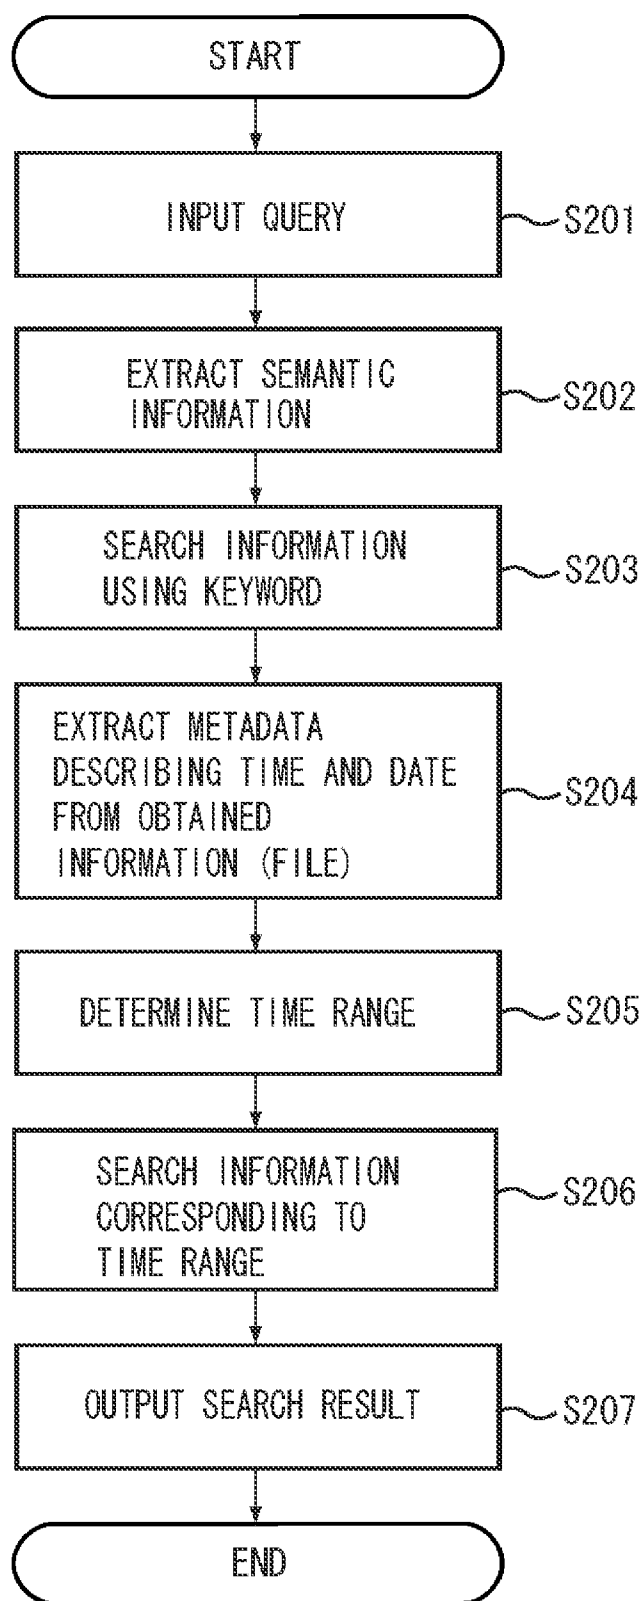 START
INPUT QUERY
S201
EXTRACT SEMANTIC
INFORMATION
S202
SEARCH INFORMATION
USING KEYWORD
S203
EXTRACT METADATA
DESCRIBING TIME AND DATE
FROM OBTAINED
INFORMATION (FILE)
S204
DETERMINE TIME RANGE
S205
SEARCH INFORMATION
CORRESPONDING TO
TIME RANGE
S206
OUTPUT SEARCH RESULT
S207
END